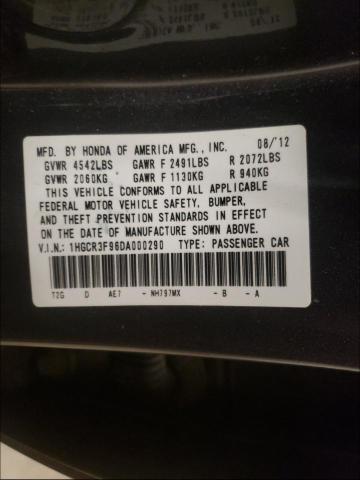 MFD. BY HONDA OF AMERICA MFG., INC. 08/'12
GVWR 4542LBS GAWR F 2491LBS R 2072LBS
GVWR 2060KG GAWR F 1130KG R 940KG
THIS VEHICLE CONFORMS TO ALL APPLICABLE
FEDERAL MOTOR VEHICLE SAFETY, BUMPER,
AND THEFT PREVENTION STANDARDS IN EFFECT
ON THE DATE OF MANUFACTURE SHOWN ABOVE.
V.I.N.: 1HGCR3F96DA000290 TYPE: PASSENGER CAR
T2G D AE7 - NH797MX - B - A